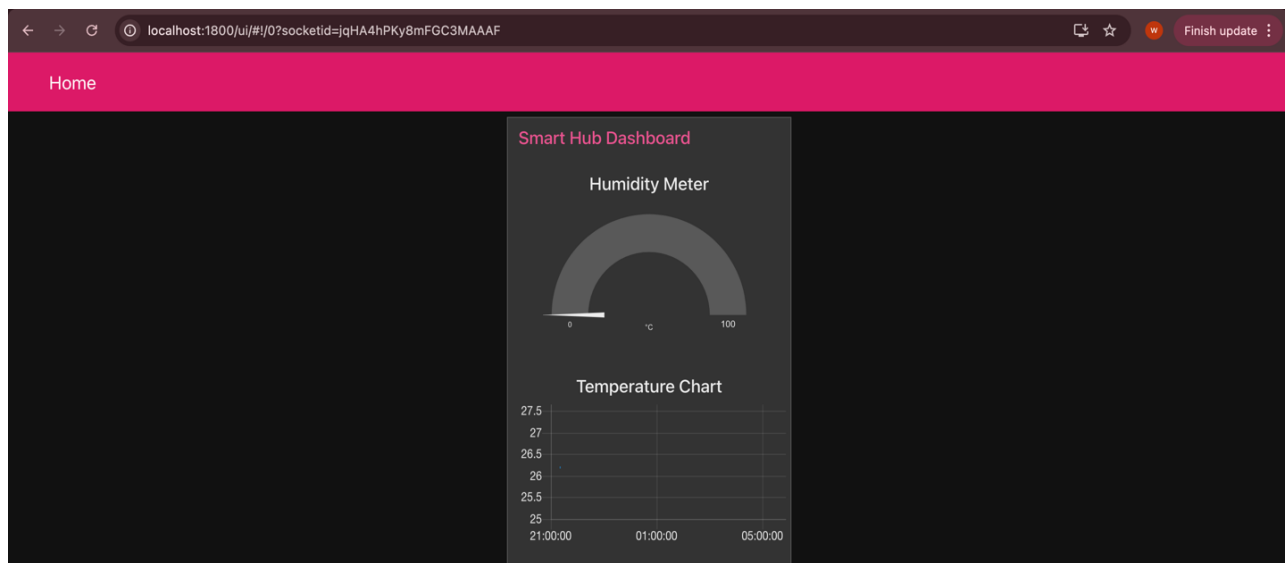 localhost:1800/ui/#!/0?socketid=jqHA4hPKy8mFGC3MAAAF
W
Finish update
Home
Smart Hub Dashboard
Humidity Meter
0 °C 100
Temperature Chart
27.5
27
26.5
26
25.5
25
21:00:00 01:00:00 05:00:00